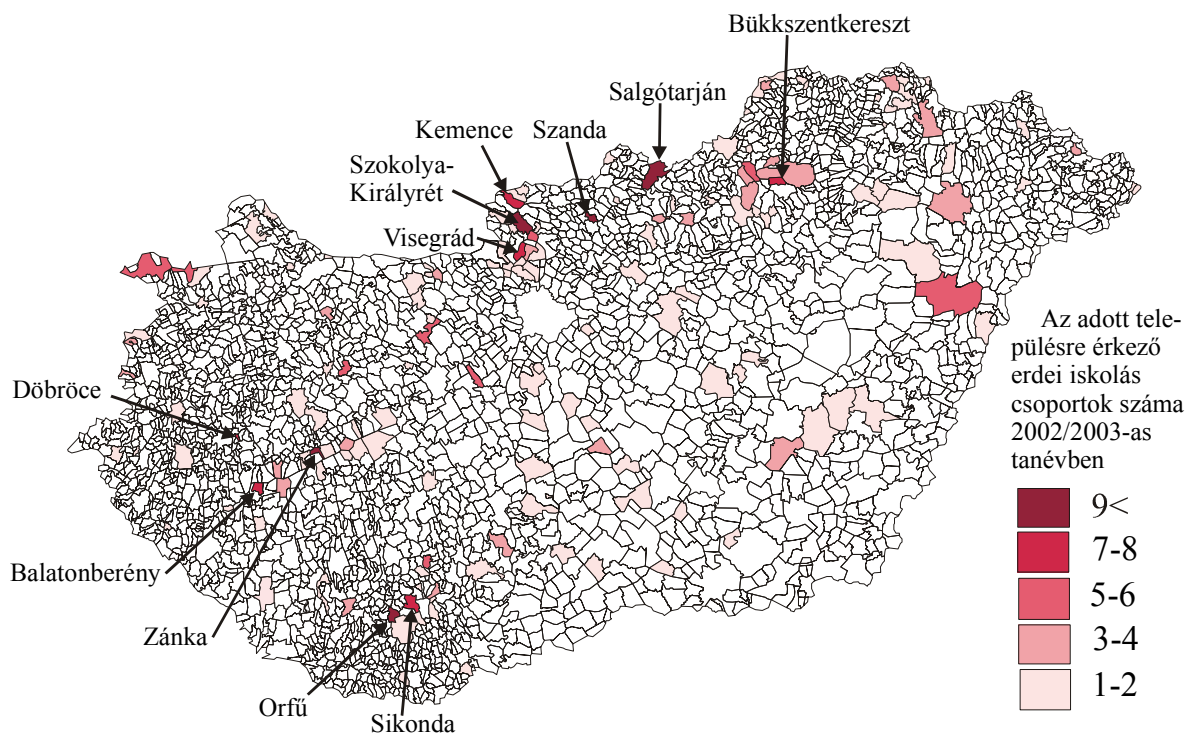 Bükkszentkereszt
Salgótarján
Kemence
Szanda
Szokolya-
Királyrét
Visegrád
Döbröce
Balatonberény
Zánka
Orfű
Sikonda
Az adott tele-
pülésre érkező
erdei iskolás
csoportok száma
2002/2003-as
tanévben
9<
7-8
5-6
3-4
1-2